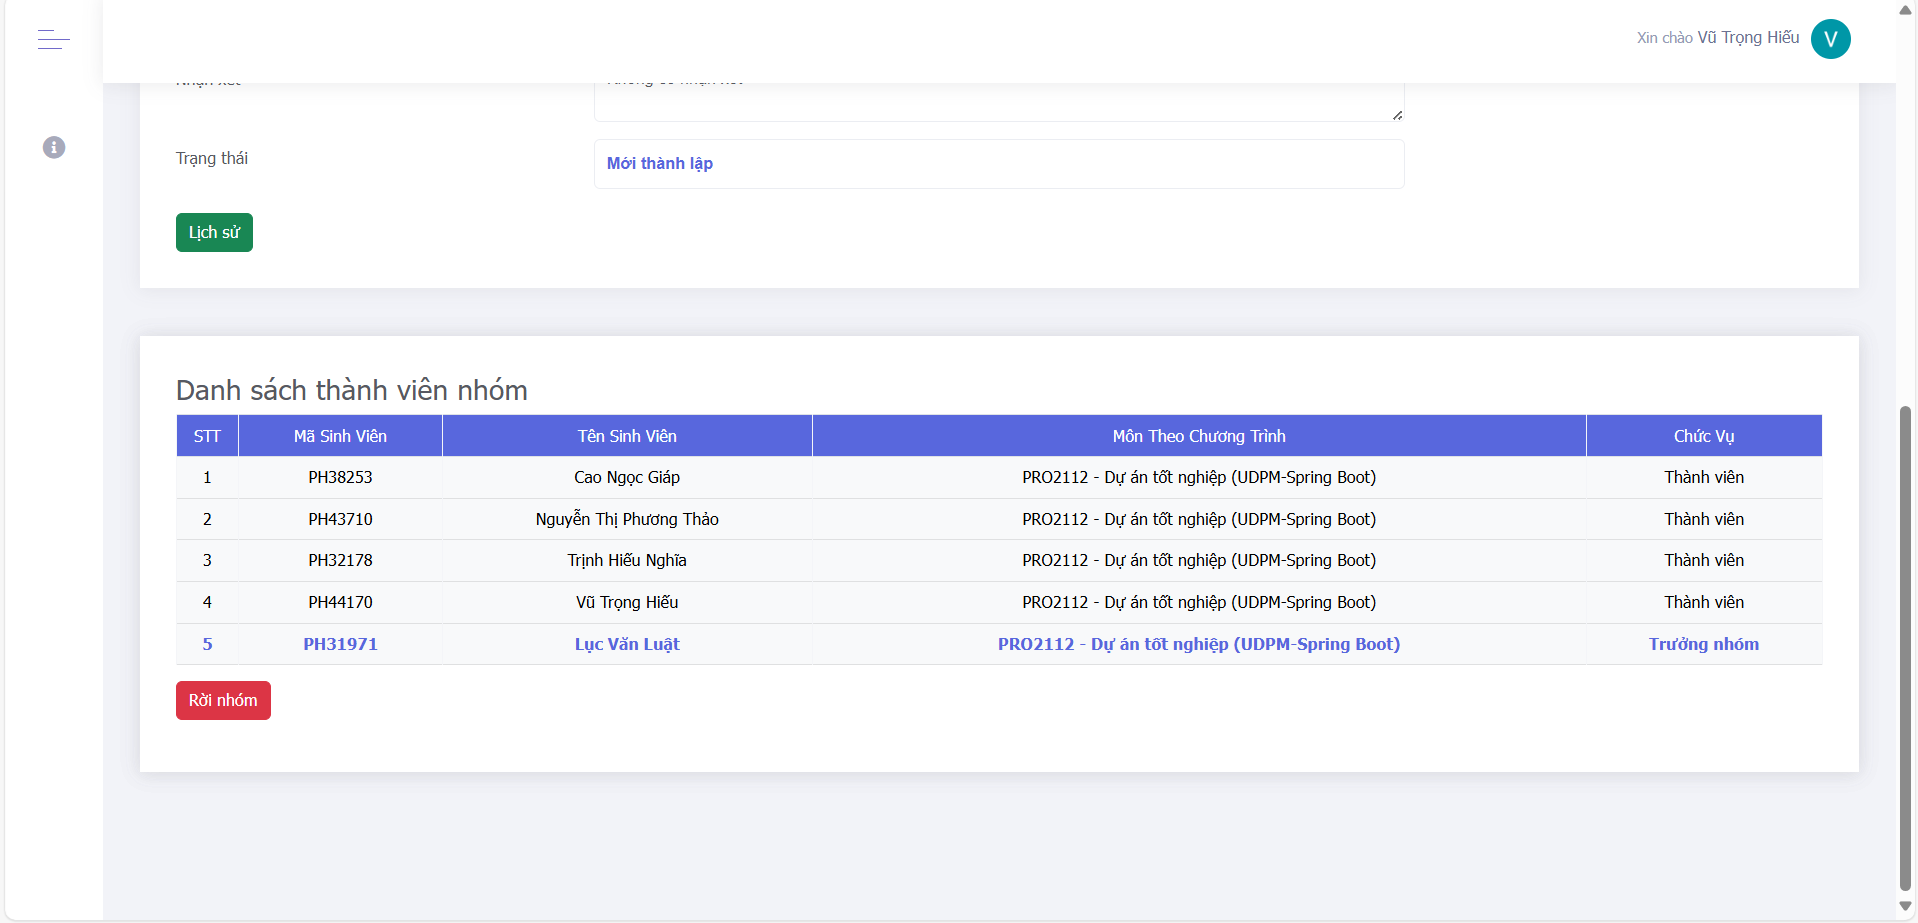 Xin chào Vũ Trọng Hiếu V
Trạng thái
Mới thành lập
Lịch sử
Danh sách thành viên nhóm
STT Mã Sinh Viên Tên Sinh Viên Môn Theo Chương Trình Chức Vụ
1 PH38253 Cao Ngọc Giáp PRO2112 - Dự án tốt nghiệp (UDPM-Spring Boot) Thành viên
2 PH43710 Nguyễn Thị Phương Thảo PRO2112 - Dự án tốt nghiệp (UDPM-Spring Boot) Thành viên
3 PH32178 Trịnh Hiếu Nghĩa PRO2112 - Dự án tốt nghiệp (UDPM-Spring Boot) Thành viên
4 PH44170 Vũ Trọng Hiếu PRO2112 - Dự án tốt nghiệp (UDPM-Spring Boot) Thành viên
5 PH31971 Lục Văn Luật PRO2112 - Dự án tốt nghiệp (UDPM-Spring Boot) Trưởng nhóm
Rời nhóm